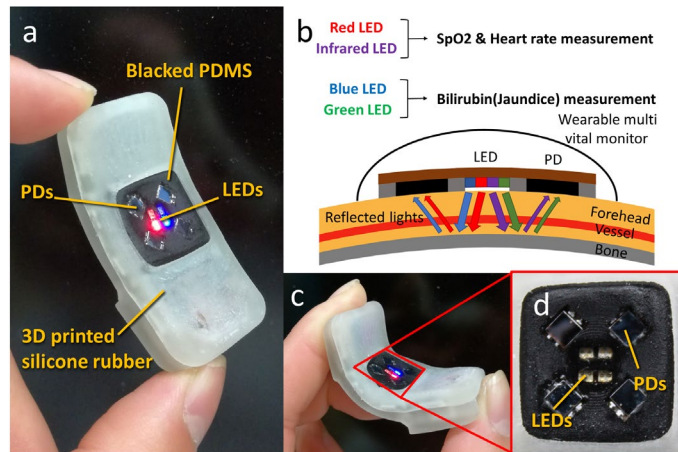 a
Blacked PDMS
PDs
LEDs
3D printed
silicone rubber
b
Red LED
Infrared LED
SpO2 & Heart rate measurement
Blue LED
Green LED
Bilirubin(Jaundice) measurement
Wearable multi
vital monitor
LED
PD
Reflected lights
Forehead
Vessel
Bone
c
d
PDs
LEDs